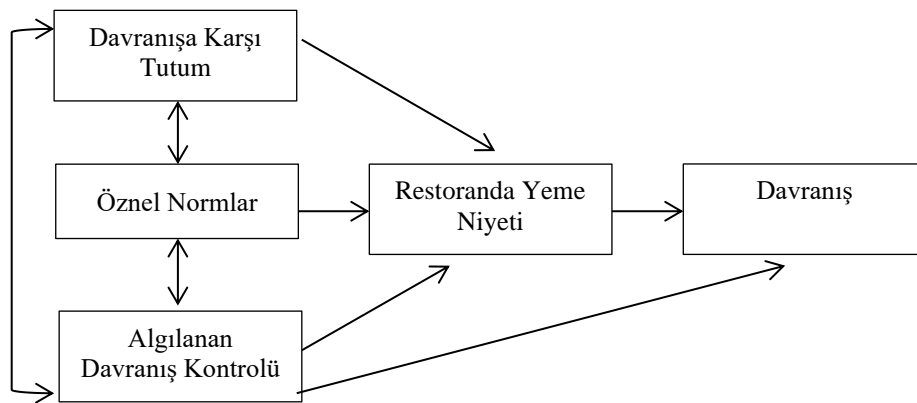 Davranışa Karşı
Tutum
Öznel Normlar
Restoranda Yeme
Niyeti
Davranış
Algılanan
Davranış Kontrolü